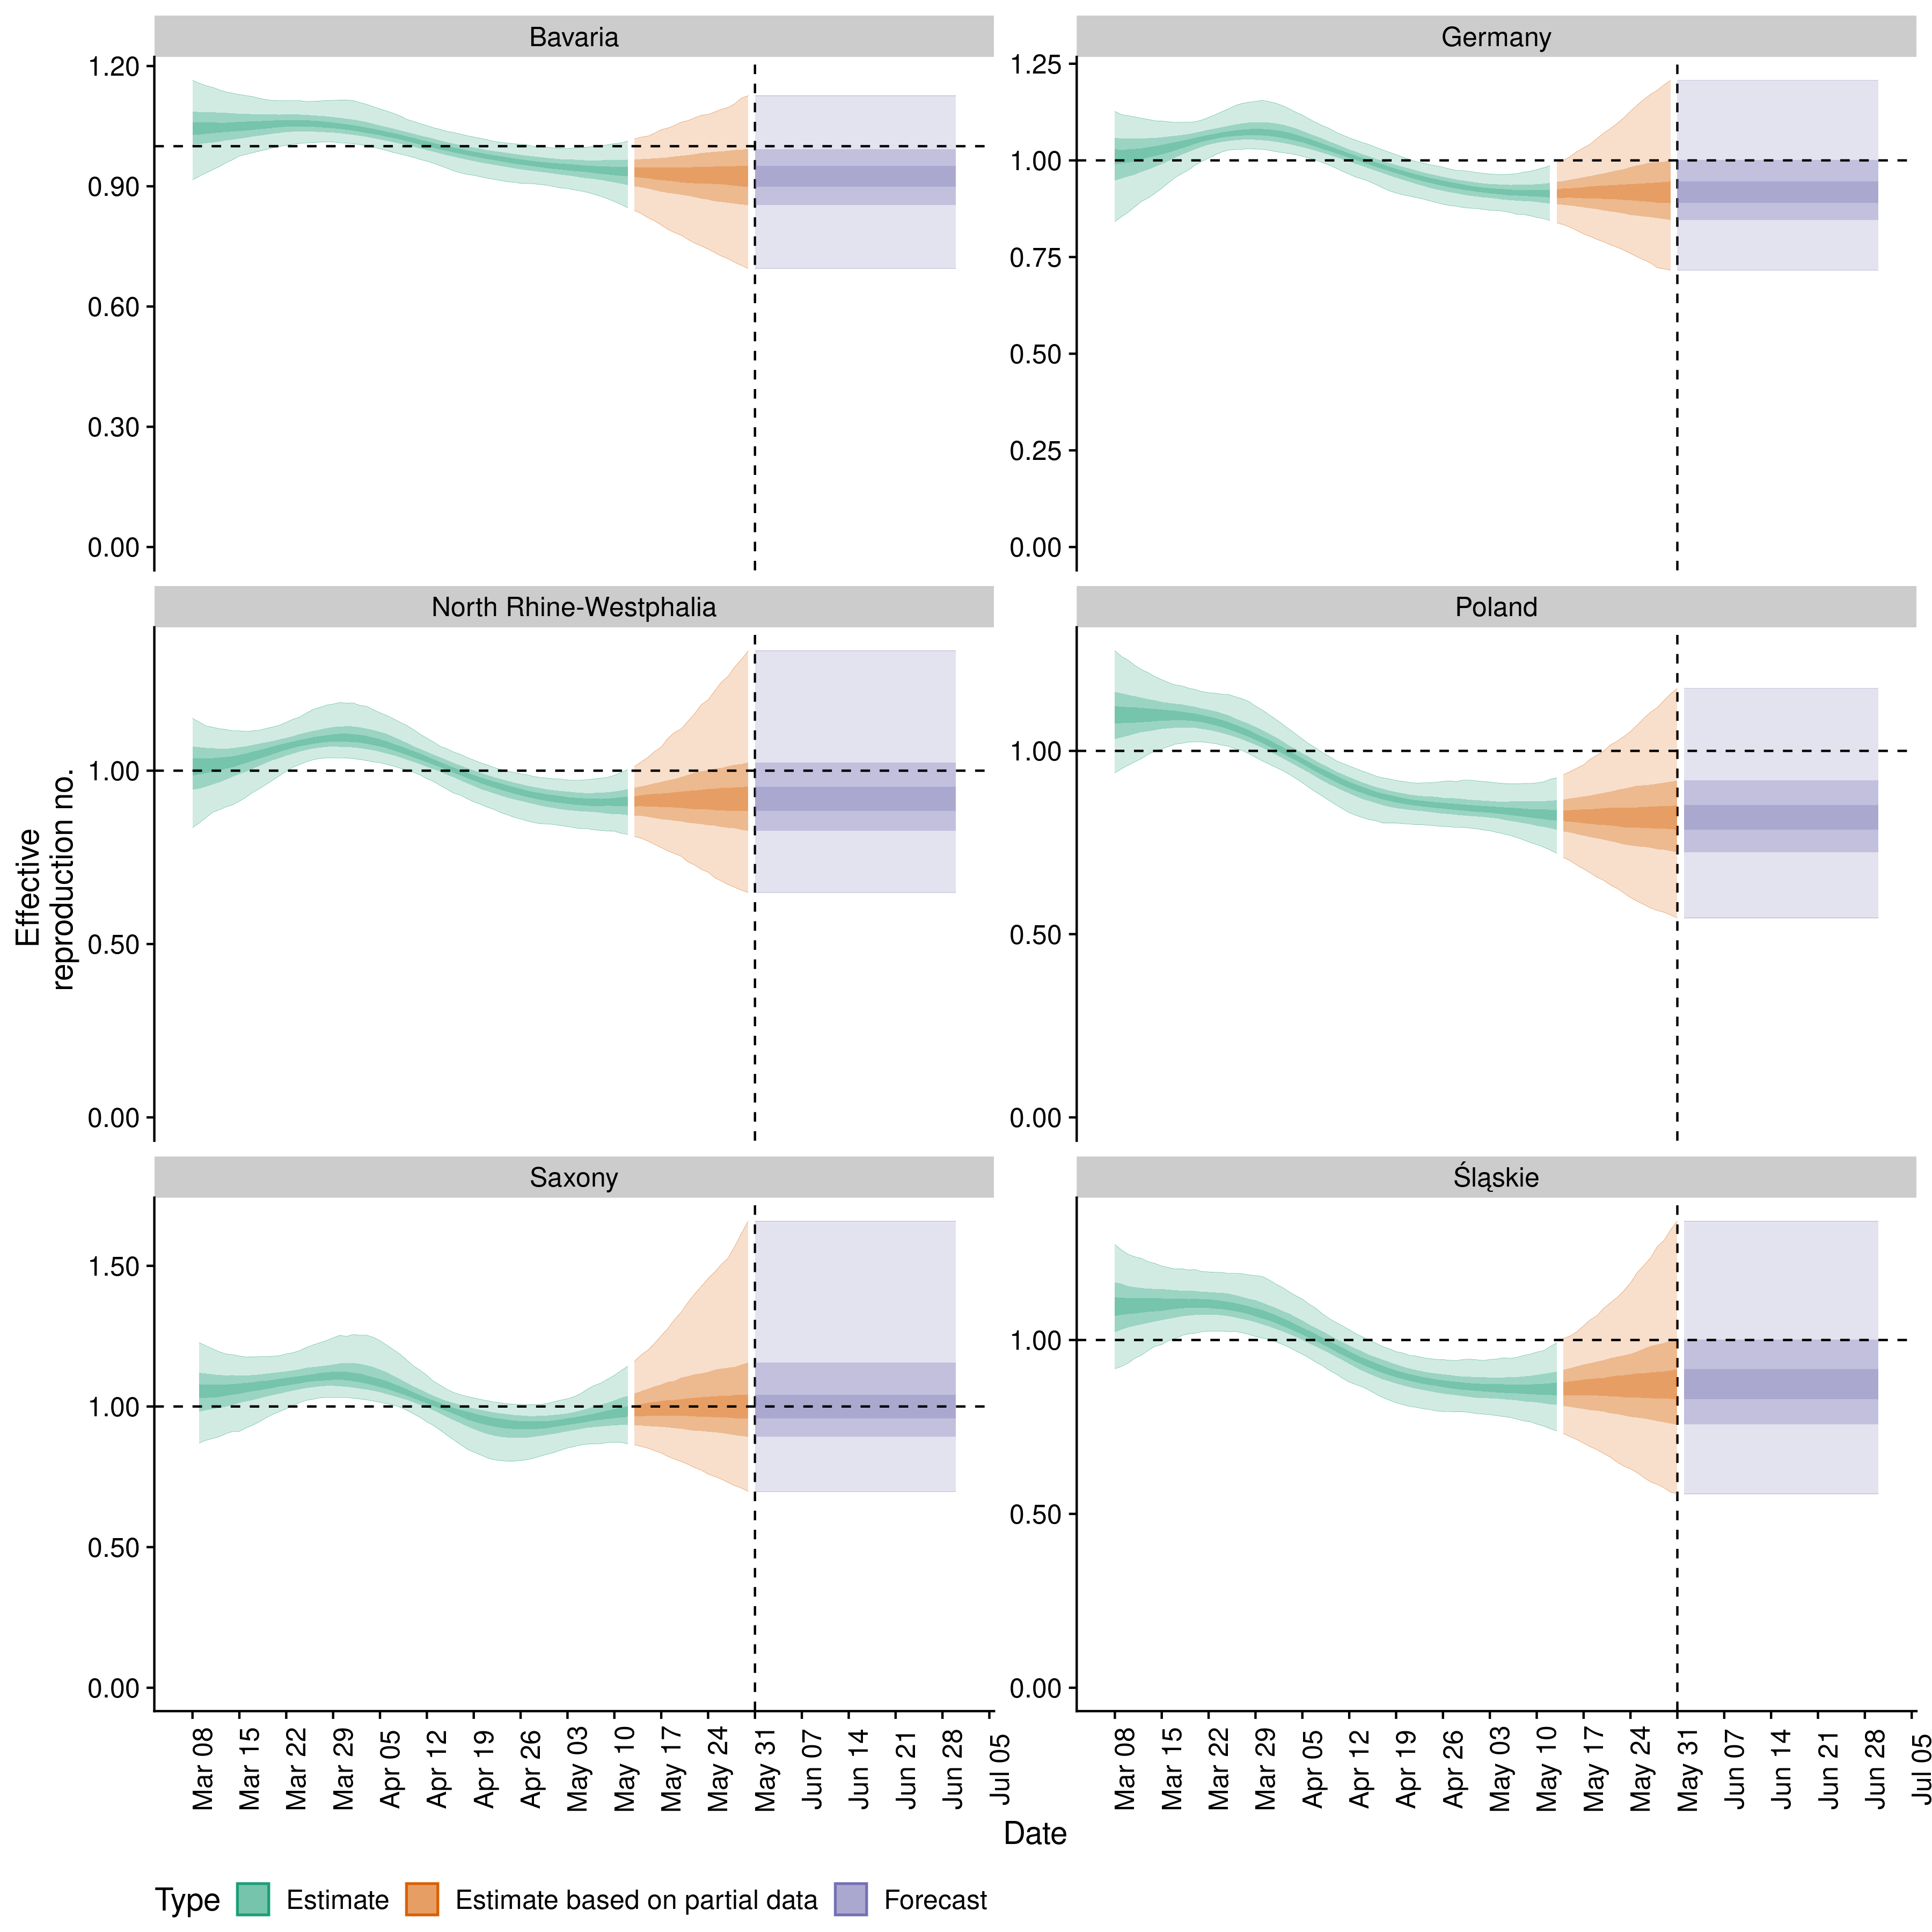 Bavaria
Germany
1.20
0.90
0.60
0.30
0.00
1.25
1.00
0.75
0.50
0.25
0.00
North Rhine-Westphalia
Poland
1.00
0.50
0.00
1.00
0.50
0.00
Saxony
Śląskie
1.50
1.00
0.50
0.00
1.00
0.50
0.00
Effective
reproduction no.
Mar 08
Mar 15
Mar 22
Mar 29
Apr 05
Apr 12
Apr 19
Apr 26
May 03
May 10
May 17
May 24
May 31
Jun 07
Jun 14
Jun 21
Jun 28
Jul 05
Mar 08
Mar 15
Mar 22
Mar 29
Apr 05
Apr 12
Apr 19
Apr 26
May 03
May 10
May 17
May 24
May 31
Jun 07
Jun 14
Jun 21
Jun 28
Jul 05
Date
Type Estimate Estimate based on partial data Forecast